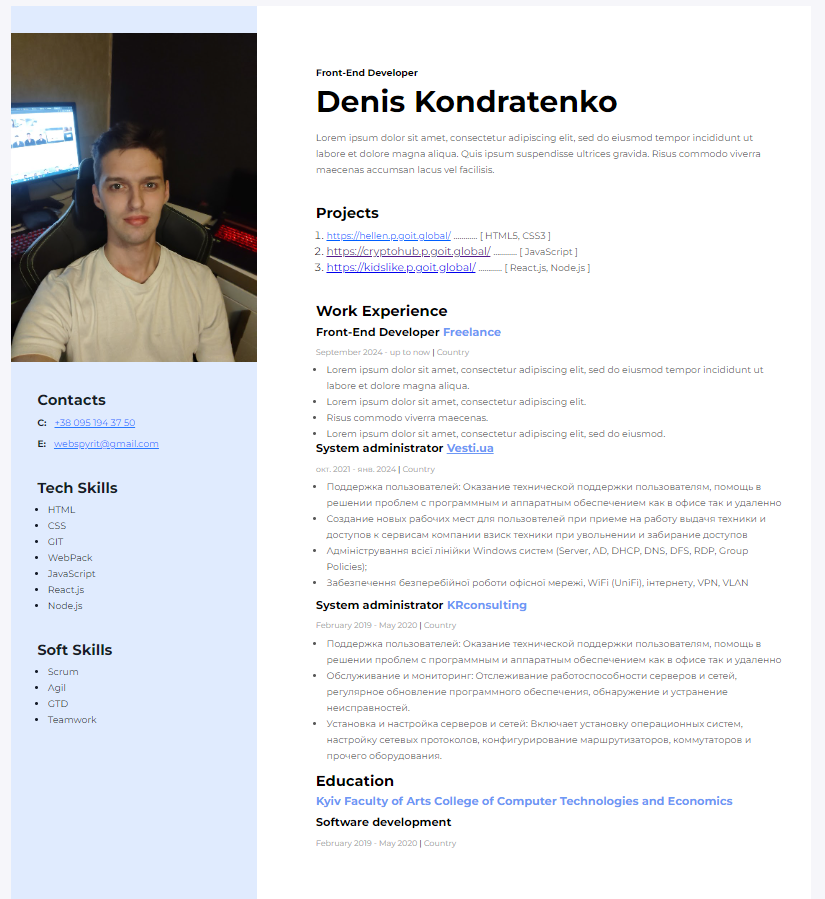 Front-End Developer
Denis Kondratenko
Lorem ipsum dolor sit amet, consectetur adipiscing elit, sed do eiusmod tempor incididunt ut
labore et dolore magna aliqua. Quis ipsum suspendisse ultrices gravida. Risus commodo viverra
maecenas accumsan lacus vel facilisis.
Projects
1. https://hellen.p.goit.global/ ............ [ HTML5, CSS3 ]
2. https://cryptohub.p.goit.global/ ............ [ JavaScript ]
3. https://kidslike.p.goit.global/ ............ [ React.js, Node.js ]
Work Experience
Front-End Developer Freelance
September 2024 - up to now | Country
• Lorem ipsum dolor sit amet, consectetur adipiscing elit, sed do eiusmod tempor incididunt ut
labore et dolore magna aliqua.
• Lorem ipsum dolor sit amet, consectetur adipiscing elit.
• Risus commodo viverra maecenas.
• Lorem ipsum dolor sit amet, consectetur adipiscing elit, sed do eiusmod.
System administrator Vesti.ua
окт. 2021 - янв. 2024 | Country
• Поддержка пользователей: Оказание технической поддержки пользователям, помощь в
решении проблем с программным и аппаратным обеспечением как в офисе так и удаленно
• Создание новых рабочих мест для пользовтелей при приеме на работу выдача техники и
доступов к сервисам компании взиск техники при увольнении и забирание доступов
• Адміністрування всієї лінійки Windows систем (Server, AD, DHCP, DNS, DFS, RDP, Group
Policies);
• Забезпечення безперебійної роботи офісної мережі, WiFi (UniFi), інтернету, VPN, VLAN
System administrator KRconsulting
February 2019 - May 2020 | Country
• Поддержка пользователей: Оказание технической поддержки пользователям, помощь в
решении проблем с программным и аппаратным обеспечением как в офисе так и удаленно
• Обслуживание и мониторинг: Отслеживание работоспособности серверов и сетей,
регулярное обновление программного обеспечения, обнаружение и устранение
неисправностей.
• Установка и настройка серверов и сетей: Включает установку операционных систем,
настройку сетевых протоколов, конфигурирование маршрутизаторов, коммутаторов и
прочего оборудования.
Education
Kyiv Faculty of Arts College of Computer Technologies and Economics
Software development
February 2019 - May 2020 | Country
Contacts
C: +38 095 194 37 50
E: webspyrit@gmail.com
Tech Skills
• HTML
• CSS
• GIT
• WebPack
• JavaScript
• React.js
• Node.js
Soft Skills
• Scrum
• Agil
• GTD
• Teamwork